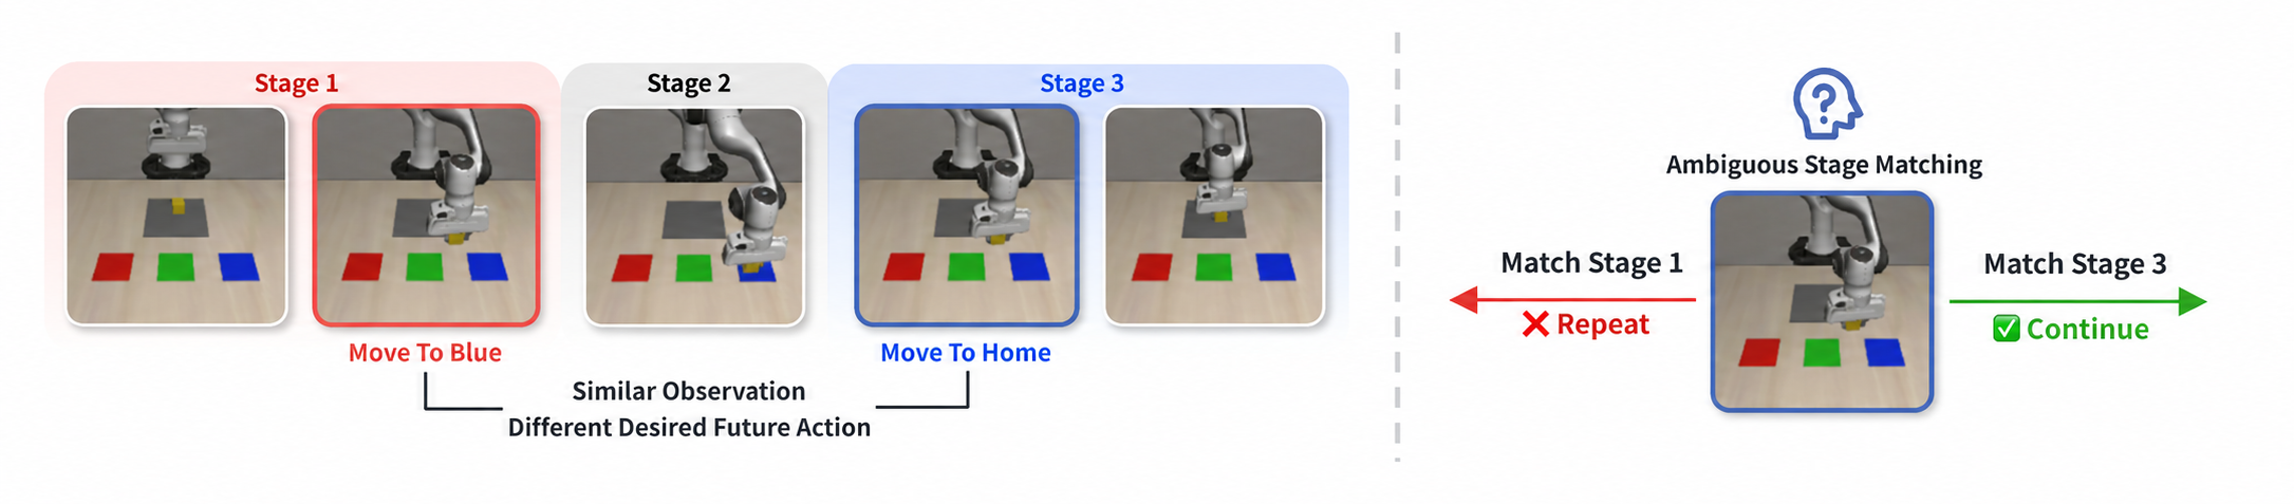 Stage 1
Stage 2
Stage 3
Move To Blue
Move To Home
Similar Observation
Different Desired Future Action
?
Ambiguous Stage Matching
Match Stage 1
❌ Repeat
Match Stage 3
✅ Continue